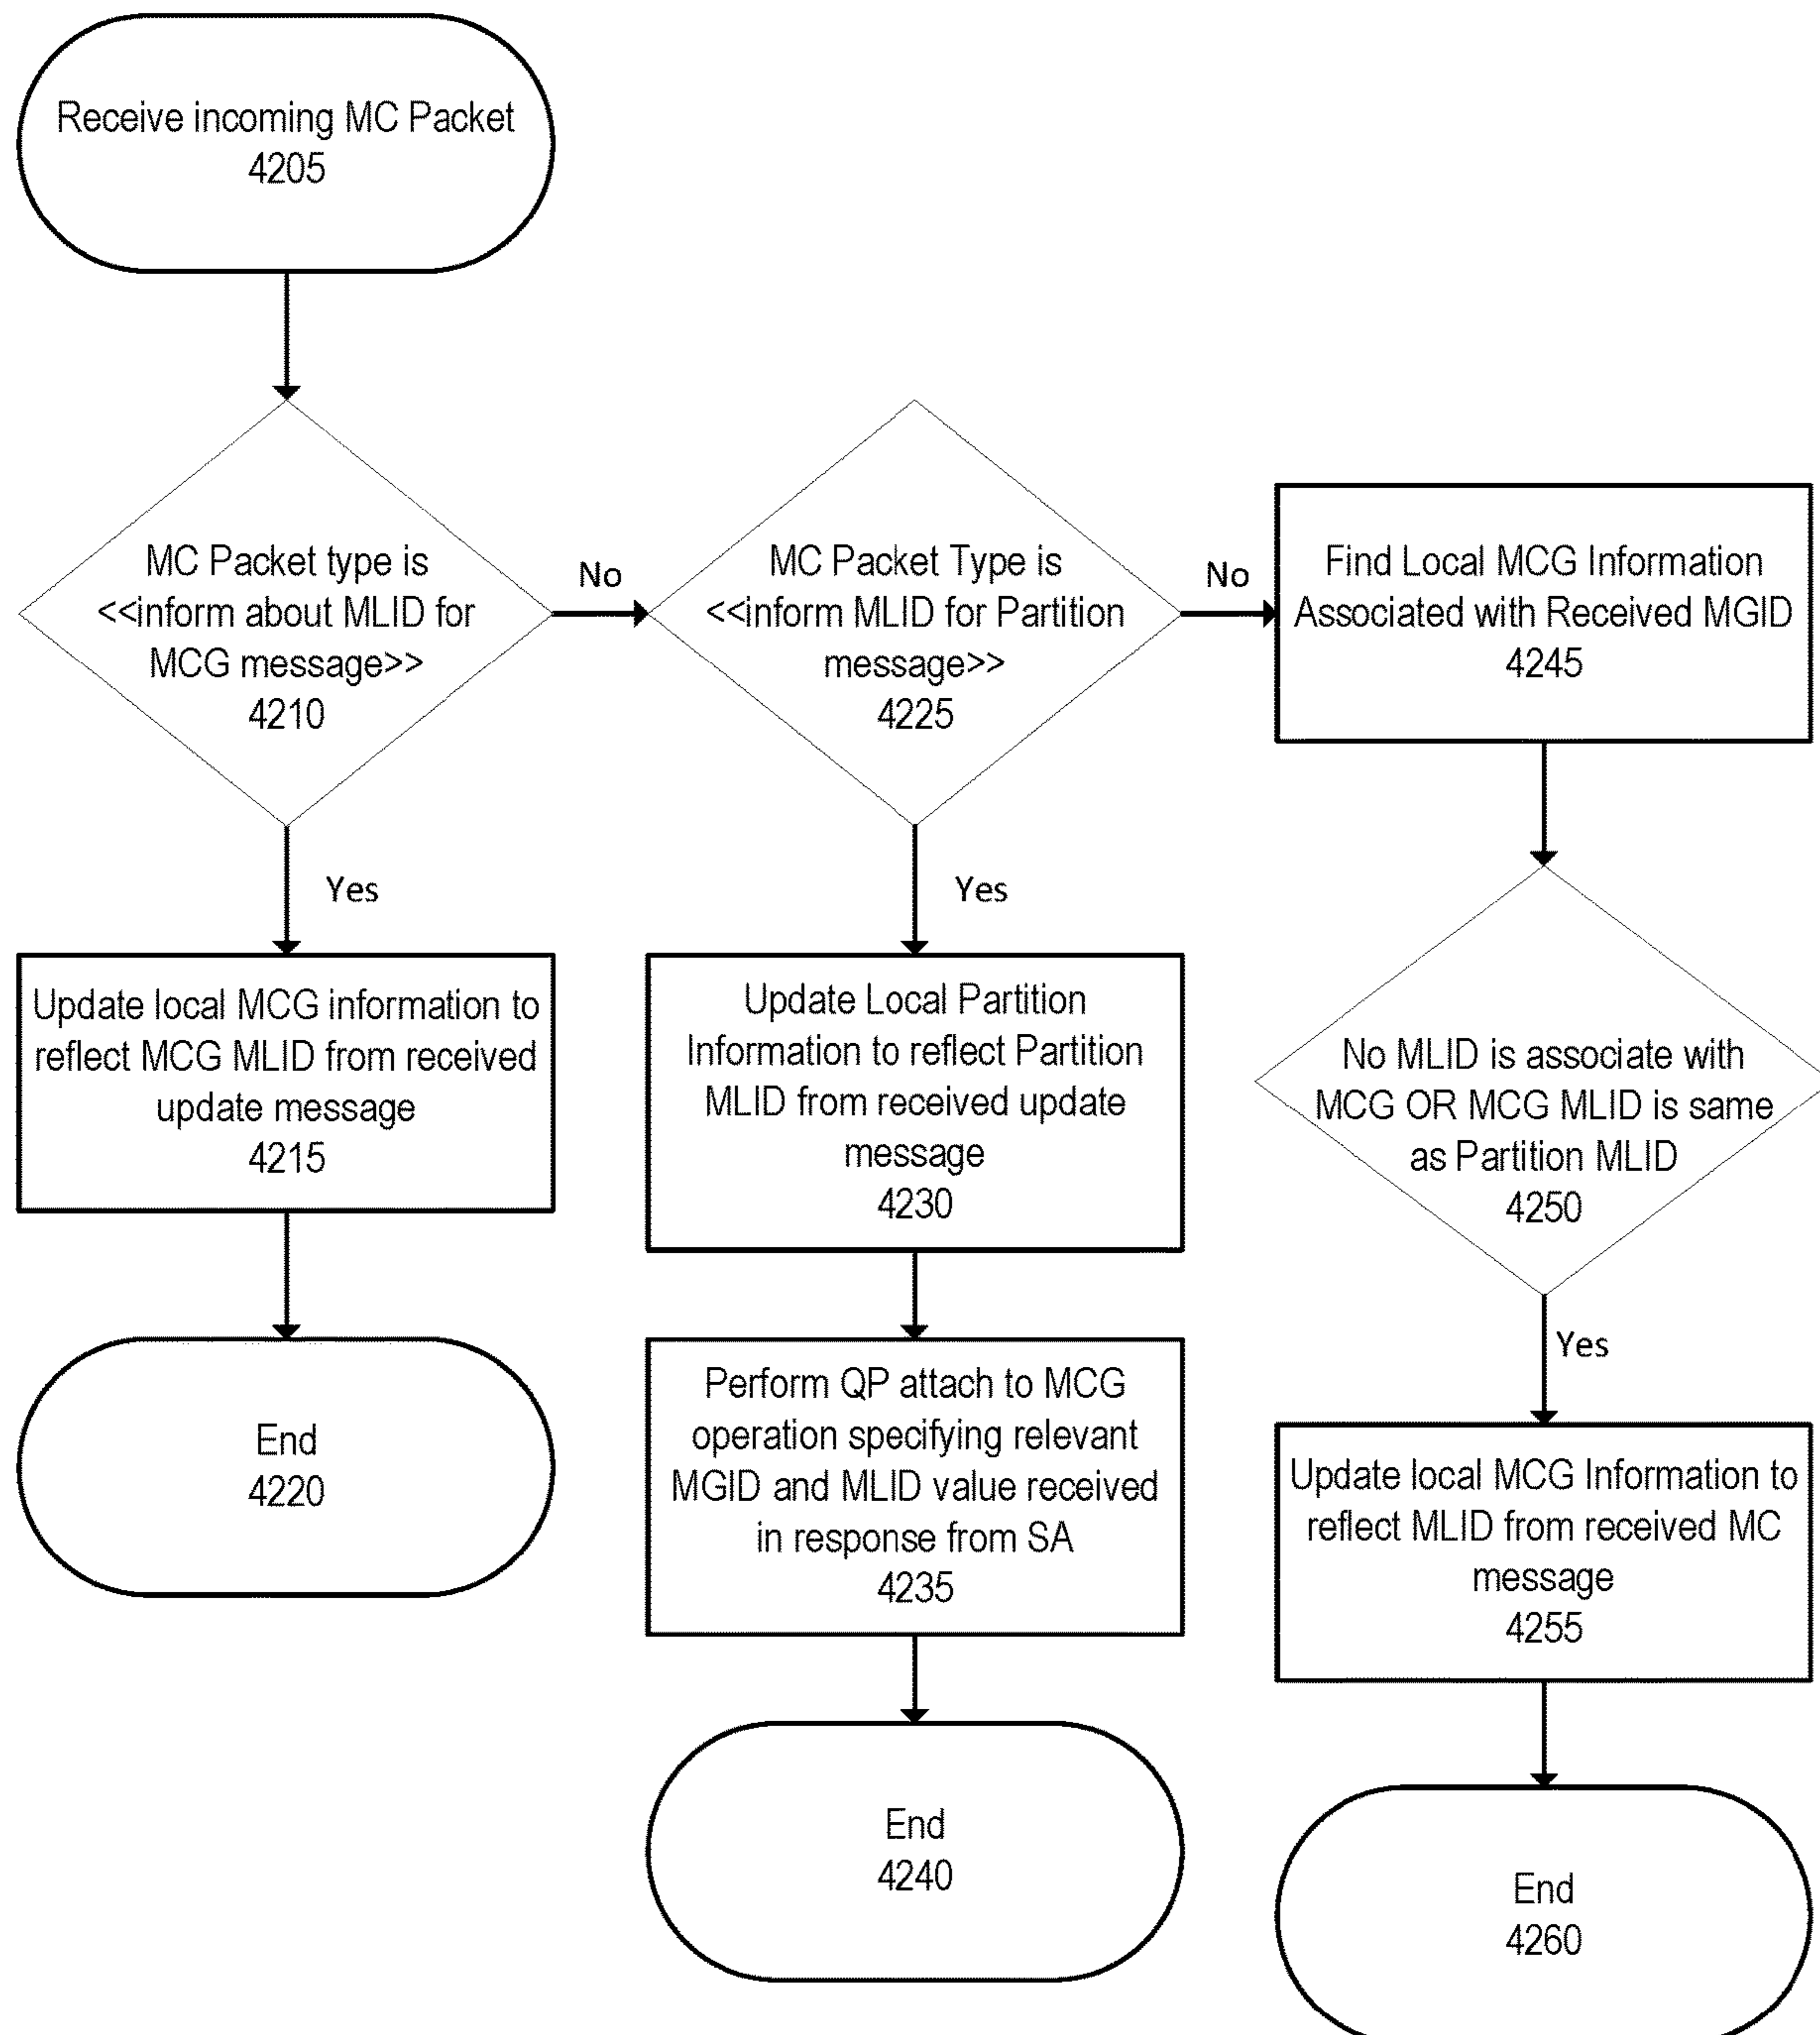 Receive incoming MC Packet
4205
MC Packet type is
<<inform about MLID for
MCG message>>
4210
No
Yes
Update local MCG information to
reflect MCG MLID from received
update message
4215
End
4220
MC Packet Type is
<<inform MLID for Partition
message>>
4225
No
Yes
Update Local Partition
Information to reflect Partition
MLID from received update
message
4230
Perform QP attach to MCG
operation specifying relevant
MGID and MLID value received
in response from SA
4235
End
4240
Find Local MCG Information
Associated with Received MGID
4245
No MLID is associate with
MCG OR MCG MLID is same
as Partition MLID
4250
Yes
Update local MCG Information to
reflect MLID from received MC
message
4255
End
4260